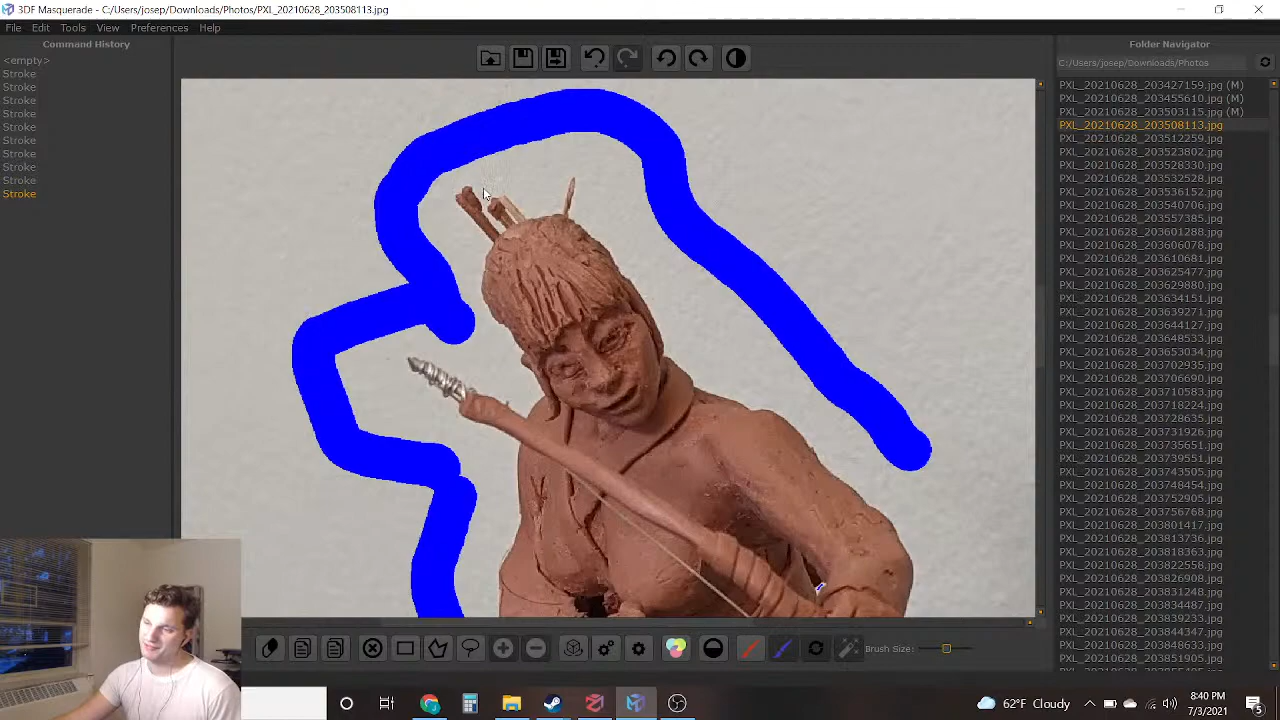 3DF Masquerade - C:/Users/josep/Downloads/Photos/PXL_20210628_203508113.jpg
File Edit Tools View Preferences Help
Command History
<empty>
Stroke
Stroke
Stroke
Stroke
Stroke
Stroke
Stroke
Stroke
Stroke
Stroke
Folder Navigator
C:/Users/josep/Downloads/Photos
PXL_20210628_203427159.jpg (M)
PXL_20210628_203455610.jpg (M)
PXL_20210628_203503115.jpg (M)
PXL_20210628_203508113.jpg
PXL_20210628_203512259.jpg
PXL_20210628_203523802.jpg
PXL_20210628_203528330.jpg
PXL_20210628_203532528.jpg
PXL_20210628_203536152.jpg
PXL_20210628_203540937.jpg
PXL_20210628_203557385.jpg
PXL_20210628_203601288.jpg
PXL_20210628_203606078.jpg
PXL_20210628_203610681.jpg
PXL_20210628_203625477.jpg
PXL_20210628_203629880.jpg
PXL_20210628_203634151.jpg
PXL_20210628_203639271.jpg
PXL_20210628_203644127.jpg
PXL_20210628_203648533.jpg
PXL_20210628_203653034.jpg
PXL_20210628_203702935.jpg
PXL_20210628_203706690.jpg
PXL_20210628_203710583.jpg
PXL_20210628_203718224.jpg
PXL_20210628_203728635.jpg
PXL_20210628_203731926.jpg
PXL_20210628_203735651.jpg
PXL_20210628_203739551.jpg
PXL_20210628_203743505.jpg
PXL_20210628_203748454.jpg
PXL_20210628_203752905.jpg
PXL_20210628_203756768.jpg
PXL_20210628_203801417.jpg
PXL_20210628_203813736.jpg
PXL_20210628_203818363.jpg
PXL_20210628_203822558.jpg
PXL_20210628_203826908.jpg
PXL_20210628_203831248.jpg
PXL_20210628_203834487.jpg
PXL_20210628_203839233.jpg
PXL_20210628_203844347.jpg
PXL_20210628_203848633.jpg
PXL_20210628_203851905.jpg
Brush Size:
62°F Cloudy
8:40 PM
7/3/2021
5